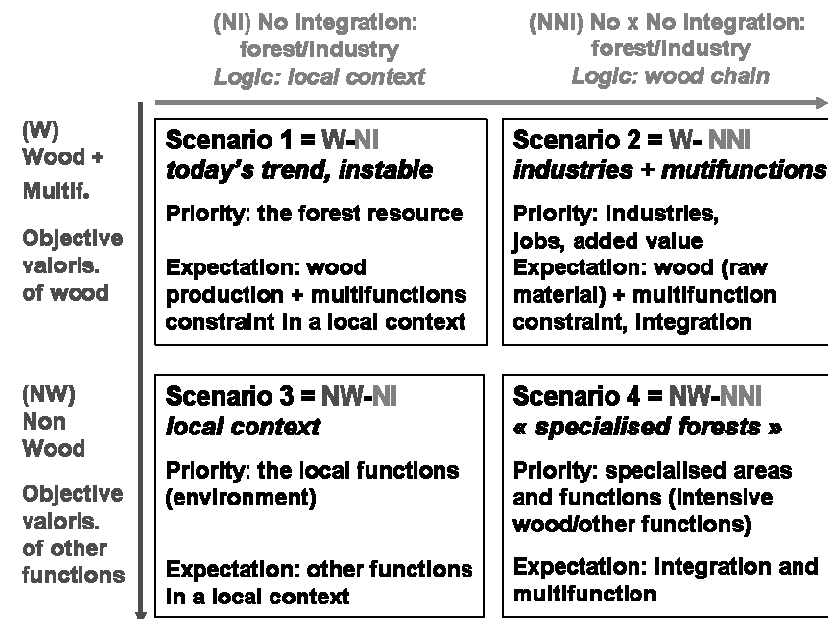 (NI) No Integration:
forest/Industry
Logic: local context
(NNI) No x No Integration:
forest/Industry
Logic: wood chain
(W)
Wood +
Multif.
Objective
valoris.
of wood
Scenario 1 = W-NI
today's trend, instable
Priority: the forest resource
Expectation: wood
production + multifunctions
constraint in a local context
Scenario 2 = W- NNI
industries + mutifunctions
Priority: Industries,
jobs, added value
Expectation: wood (raw
material) + multifunction
constraint, Integration
(NW)
Non
Wood
Objective
valoris.
of other
functions
Scenario 3 = NW-NI
local context
Priority: the local functions
(environment)
Expectation: other functions
in a local context
Scenario 4 = NW-NNI
« specialised forests »
Priority: specialised areas
and functions (Intensive
wood/other functions)
Expectation: Integration and
multifunction